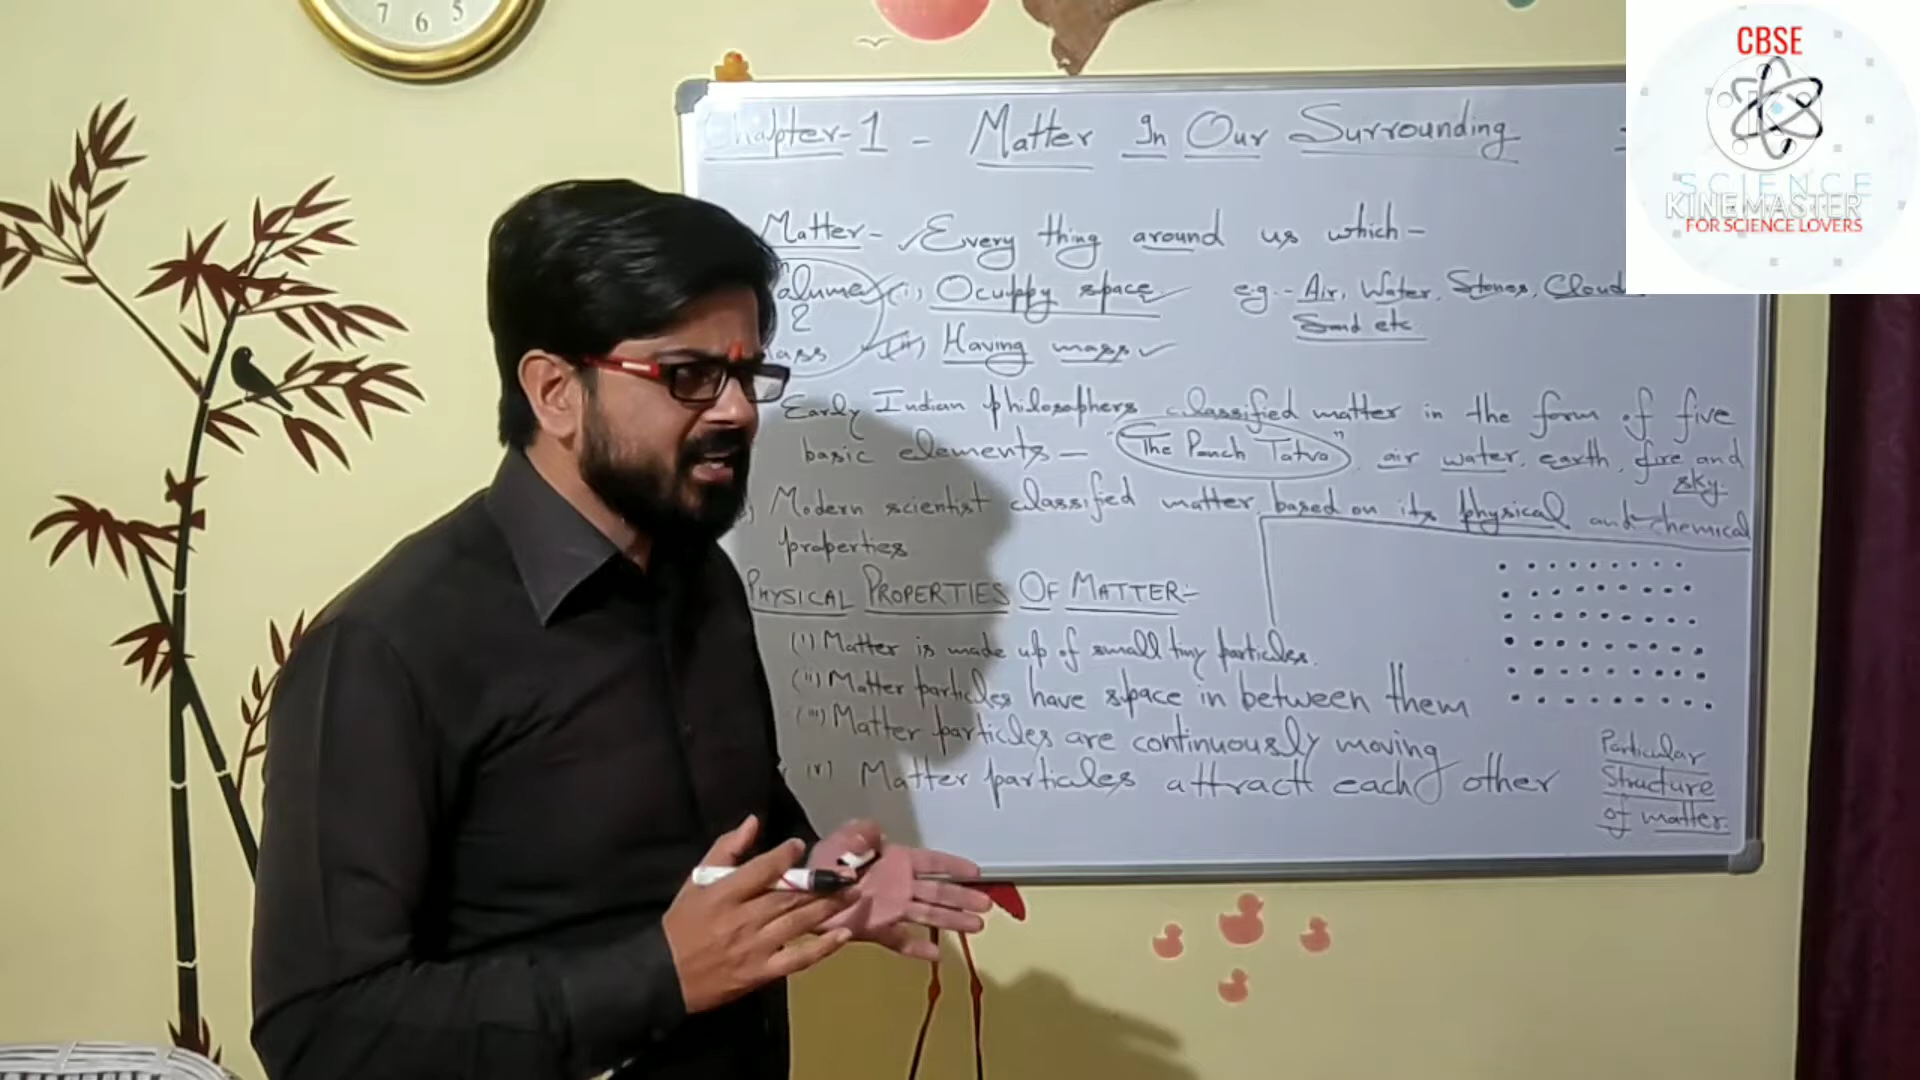 7 6 5
CBSE
SCIENCE
KINEMASTER
FOR SCIENCE LOVERS
Chapter-1 - Matter In Our Surrounding
Matter- ✓Every thing around us which-
(i) Ocuppy space ✓ e.g.- Air, Water, Stones, Cloud
2
Sand etc
(ii) Having mass ✓
Early Indian philosophers classified matter in the form of five
basic elements - "The Panch Tatva", air water, earth, fire and
sky.
Modern scientist classified matter based on its physical and chemical
properties
PHYSICAL PROPERTIES OF MATTER:-
(i) Matter is made up of small tiny particles.
(ii) Matter particles have space in between them
(iii) Matter particles are continuously moving
(iv) Matter particles attract each other
Particular
Structure
of matter.